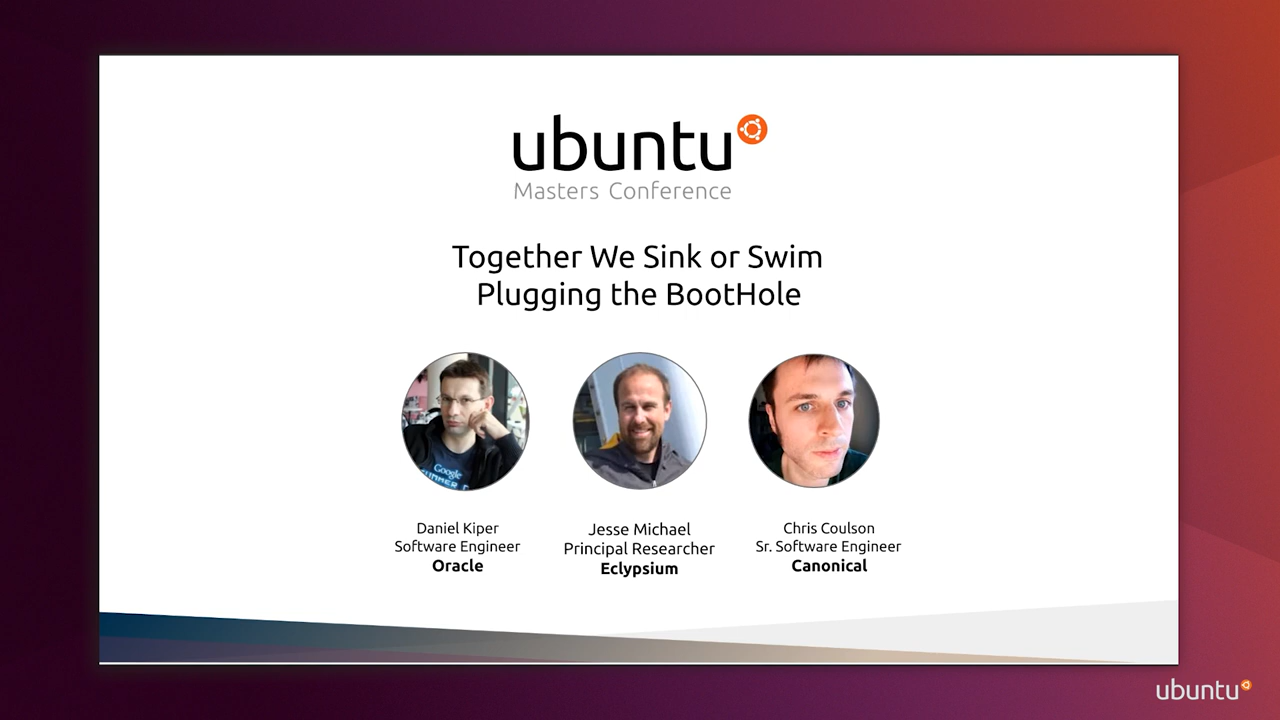 ubuntu
Masters Conference
Together We Sink or Swim
Plugging the BootHole
Google
Daniel Kiper
Software Engineer
Oracle
Jesse Michael
Principal Researcher
Eclypsium
Chris Coulson
Sr. Software Engineer
Canonical
ubuntu